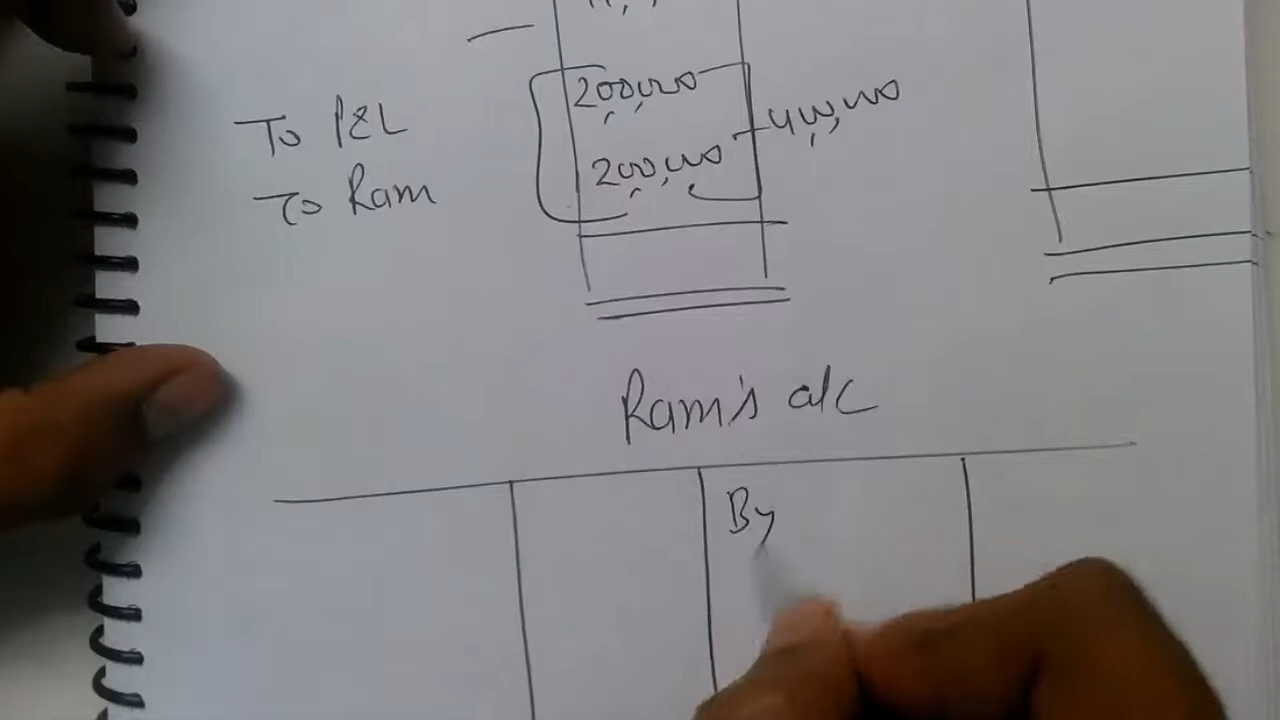 To P&L 200,000
400,000
To Ram 200,000
Ram's a/c
By